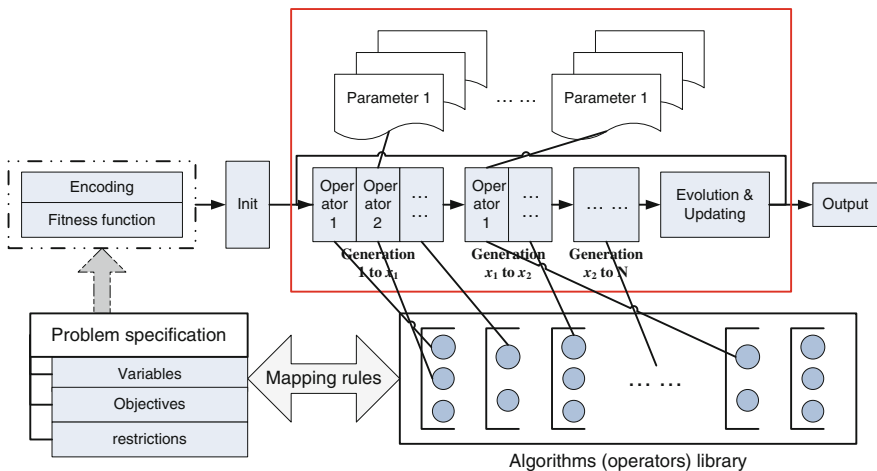 Parameter 1
... ...
Parameter 1
Encoding
Fitness function
Init
Oper
ator
1
Oper
ator
2
...
...
Oper
ator
1
...
...
... ...
Evolution &
Updating
Output
Generation
1 to x1
Generation
x1 to x2
Generation
x2 to N
Problem specification
Variables
Objectives
restrictions
Mapping rules
... ...
Algorithms (operators) library